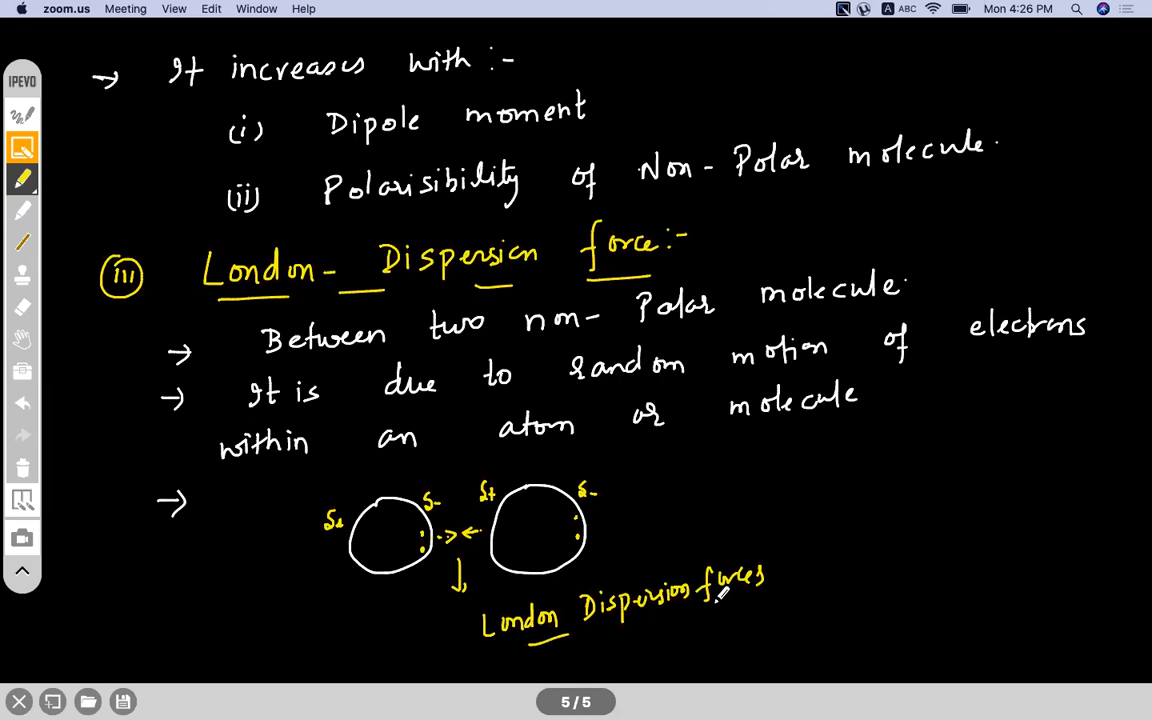 zoom.us Meeting View Edit Window Help ABC Mon 4:26 PM
IPEVO
→ It increases with :-
(i) Dipole moment
(ii) Polarisibility of Non-Polar molecule.
(iii) London- Dispersion force:-
→ Between two non-Polar molecule.
→ It is due to random motion of electrons
within an atom or molecule
→
δ+ δ- δ+ δ-
London Dispersion forces
5/5